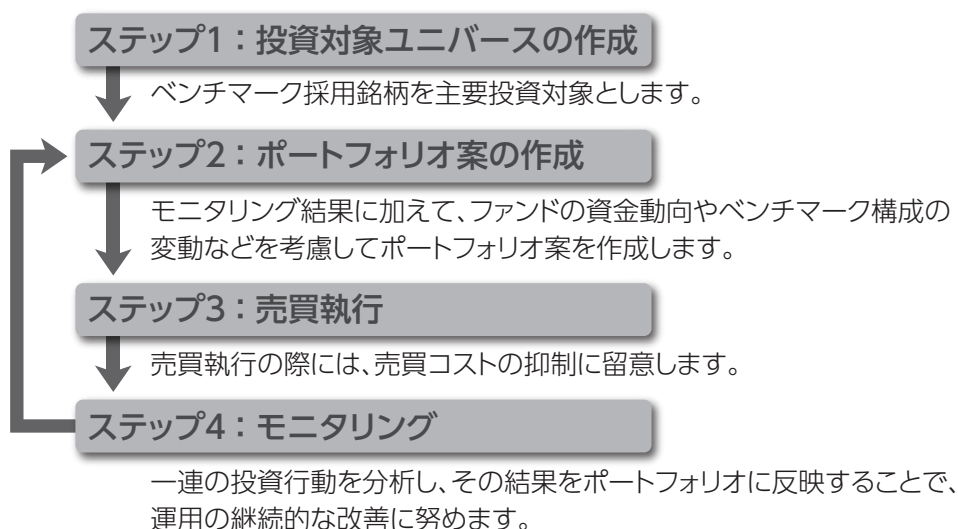 ステップ1：投資対象ユニバースの作成
ベンチマーク採用銘柄を主要投資対象とします。
ステップ2：ポートフォリオ案の作成
モニタリング結果に加えて、ファンドの資金動向やベンチマーク構成の
変動などを考慮してポートフォリオ案を作成します。
ステップ3：売買執行
売買執行の際には、売買コストの抑制に留意します。
ステップ4：モニタリング
一連の投資行動を分析し、その結果をポートフォリオに反映することで、
運用の継続的な改善に努めます。